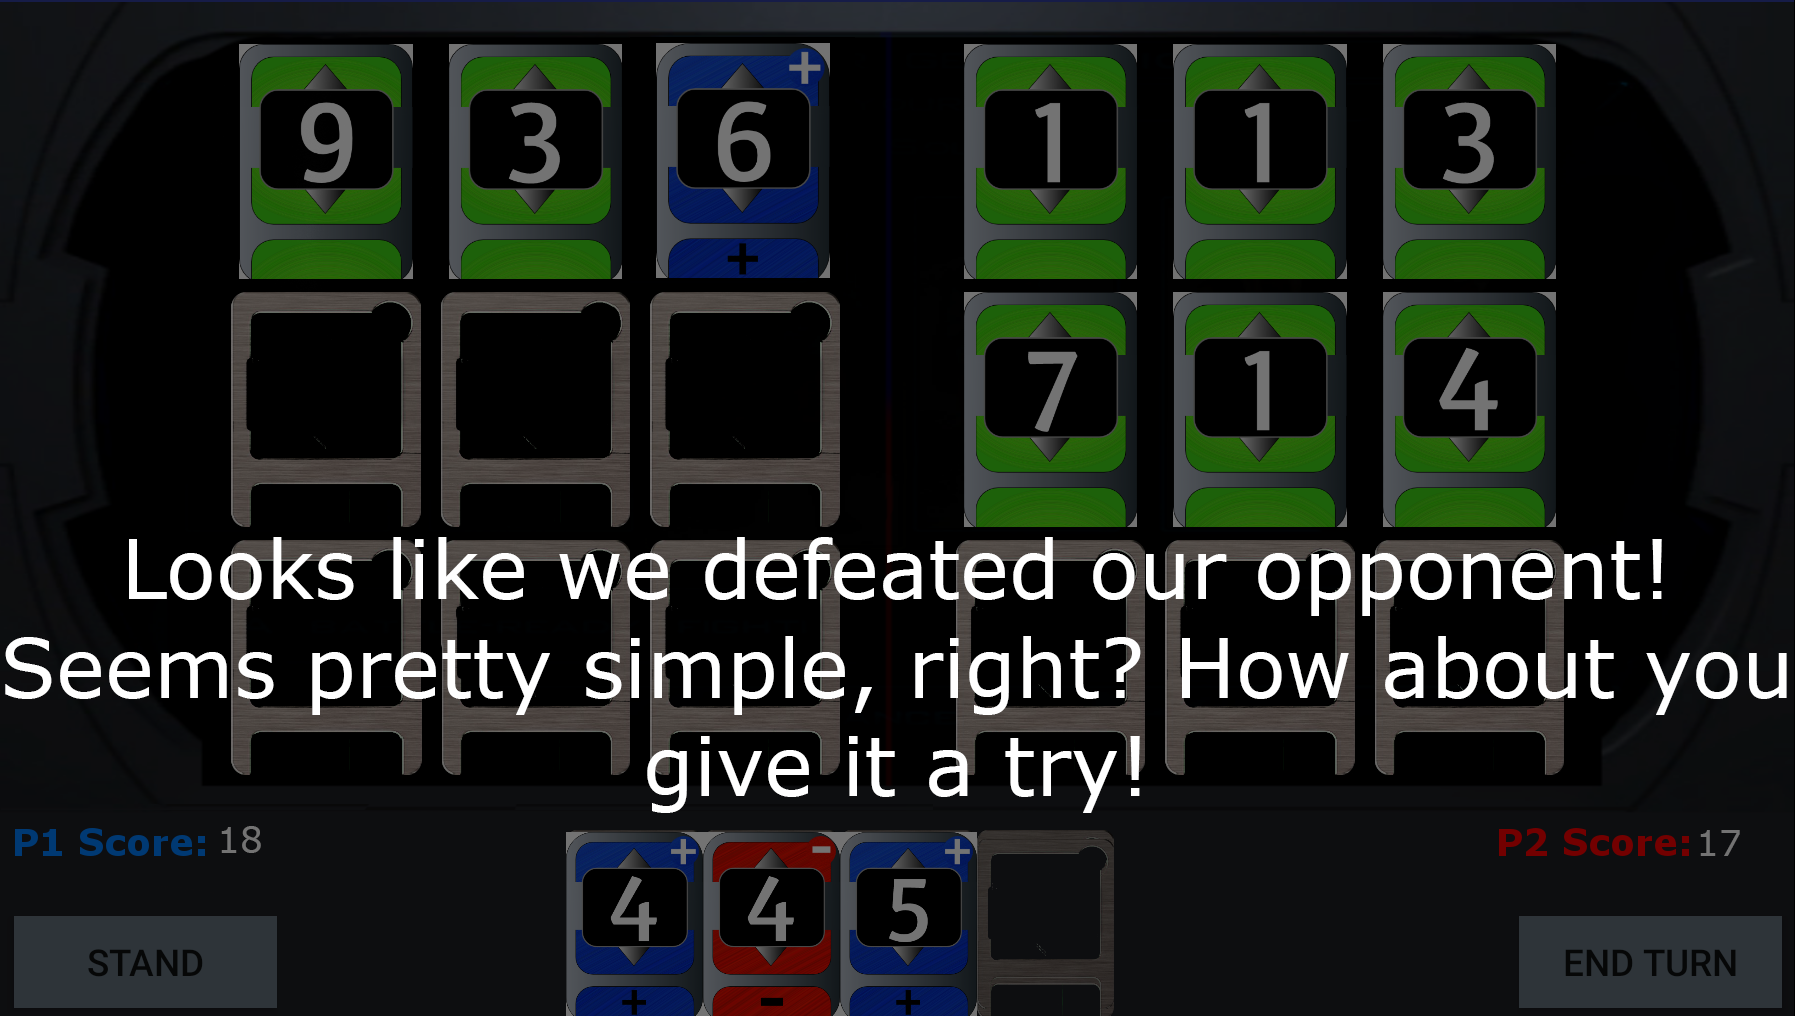 9 3 6 + 1 1 3
+
7 1 4
Looks like we defeated our opponent!
Seems pretty simple, right? How about you
give it a try!
P1 Score: 18
P2 Score: 17
4 + 4 - 5 +
+ - +
STAND
END TURN